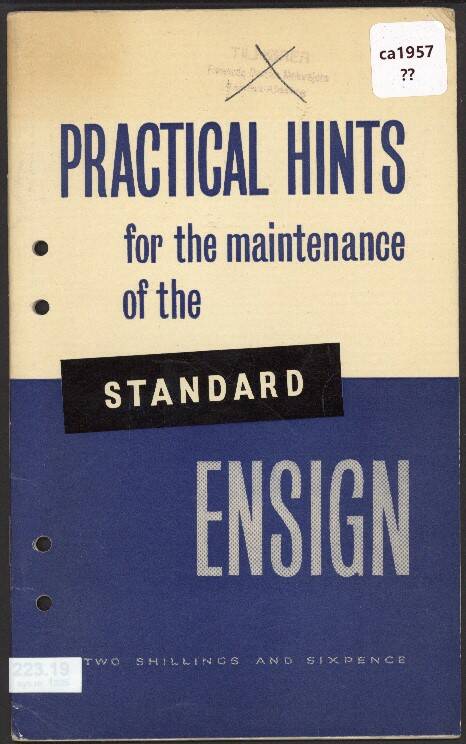 ca1957
??
PRACTICAL HINTS
for the maintenance
of the
STANDARD
ENSIGN
TWO SHILLINGS AND SIXPENCE
223.19